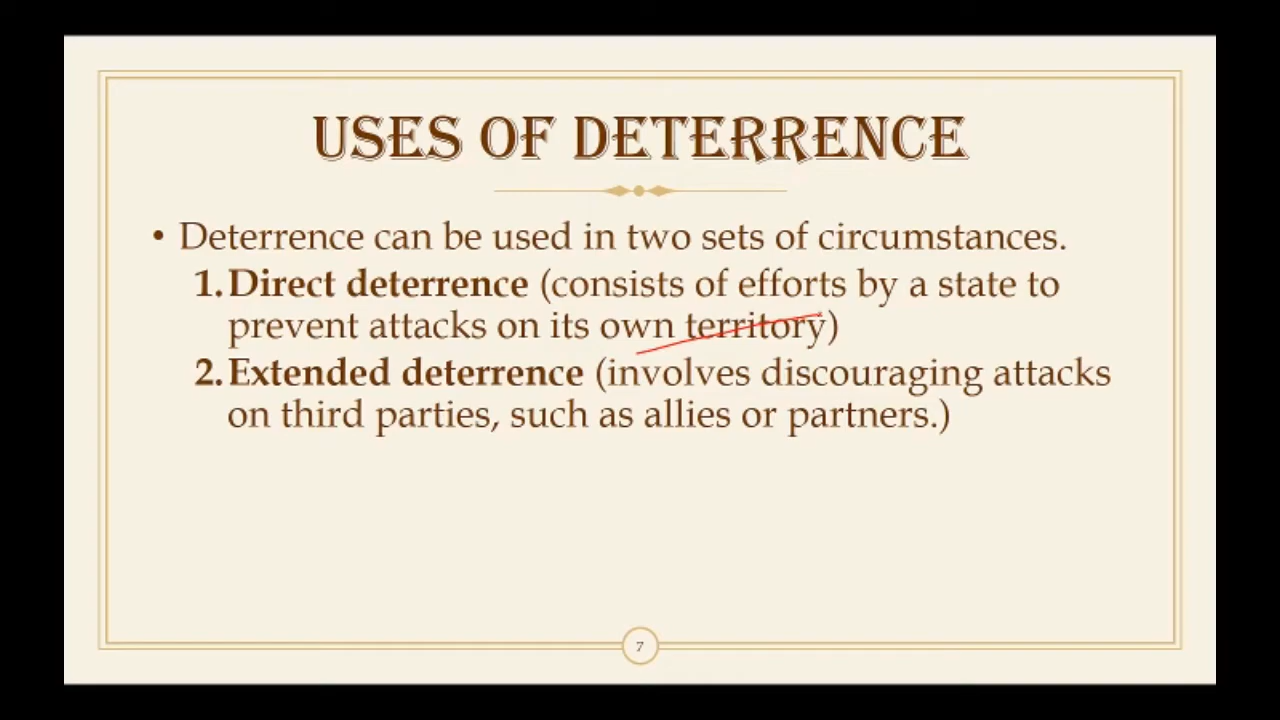 USES OF DETERRENCE
• Deterrence can be used in two sets of circumstances.
1. Direct deterrence (consists of efforts by a state to
prevent attacks on its own territory)
2. Extended deterrence (involves discouraging attacks
on third parties, such as allies or partners.)
7